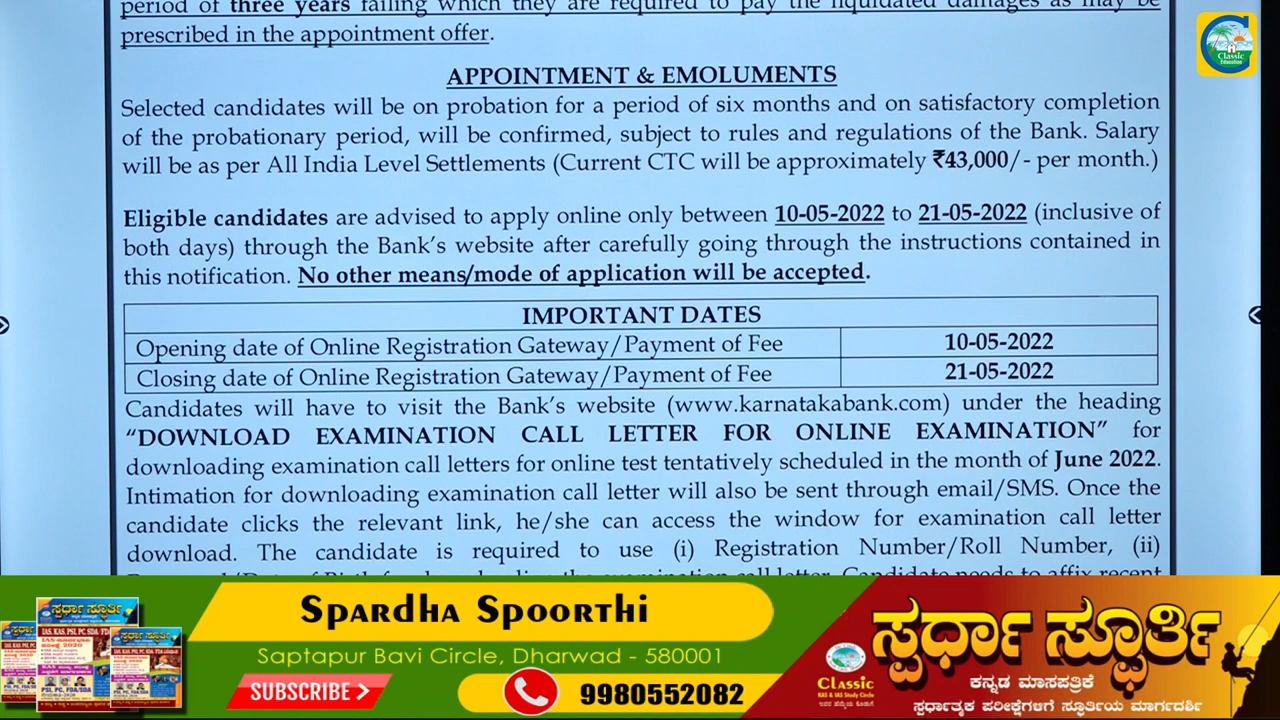 period of three years failing which they are required to pay the liquidated damages as may be
prescribed in the appointment offer.
Classic
Education
APPOINTMENT & EMOLUMENTS
Selected candidates will be on probation for a period of six months and on satisfactory completion
of the probationary period, will be confirmed, subject to rules and regulations of the Bank. Salary
will be as per All India Level Settlements (Current CTC will be approximately ₹43,000/- per month.)
Eligible candidates are advised to apply online only between 10-05-2022 to 21-05-2022 (inclusive of
both days) through the Bank's website after carefully going through the instructions contained in
this notification. No other means/mode of application will be accepted.
IMPORTANT DATES
Opening date of Online Registration Gateway/Payment of Fee 10-05-2022
Closing date of Online Registration Gateway/Payment of Fee 21-05-2022
Candidates will have to visit the Bank's website (www.karnatakabank.com) under the heading
“DOWNLOAD EXAMINATION CALL LETTER FOR ONLINE EXAMINATION” for
downloading examination call letters for online test tentatively scheduled in the month of June 2022.
Intimation for downloading examination call letter will also be sent through email/SMS. Once the
candidate clicks the relevant link, he/she can access the window for examination call letter
download. The candidate is required to use (i) Registration Number/Roll Number, (ii)
Spardha Spoorthi
Saptapur Bavi Circle, Dharwad - 580001
SUBSCRIBE
9980552082
ಸ್ಪರ್ಧಾ ಸ್ಫೂರ್ತಿ
ಕನ್ನಡ ಮಾಸಪತ್ರಿಕೆ
ಸ್ಪರ್ಧಾತ್ಮಕ ಪರೀಕ್ಷೆಗಳಿಗೆ ಸ್ಫೂರ್ತಿಯ ಮಾರ್ಗದರ್ಶಿ
Classic
KAS & IAS Study Circle